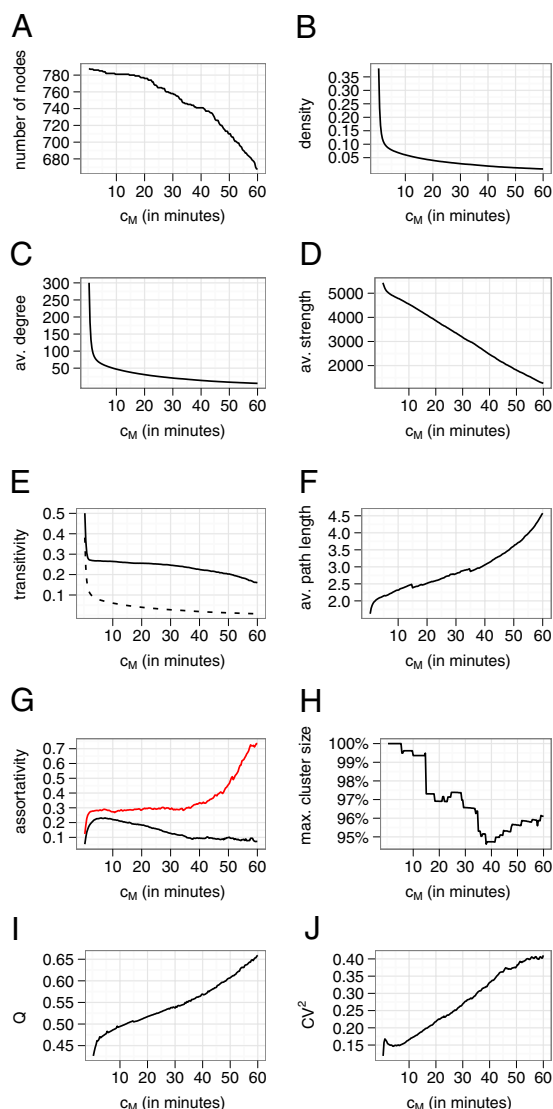 A
number of nodes
780
760
740
720
700
680
10 20 30 40 50 60
c_M (in minutes)
B
density
0.35
0.30
0.25
0.20
0.15
0.10
0.05
10 20 30 40 50 60
c_M (in minutes)
C
av. degree
300
250
200
150
100
50
10 20 30 40 50 60
c_M (in minutes)
D
av. strength
5000
4000
3000
2000
10 20 30 40 50 60
c_M (in minutes)
E
transitivity
0.5
0.4
0.3
0.2
0.1
10 20 30 40 50 60
c_M (in minutes)
F
av. path length
4.5
4.0
3.5
3.0
2.5
2.0
10 20 30 40 50 60
c_M (in minutes)
G
assortativity
0.7
0.6
0.5
0.4
0.3
0.2
0.1
10 20 30 40 50 60
c_M (in minutes)
H
max. cluster size
100%
99%
98%
97%
96%
95%
10 20 30 40 50 60
c_M (in minutes)
I
Q
0.65
0.60
0.55
0.50
0.45
10 20 30 40 50 60
c_M (in minutes)
J
CV²
0.40
0.35
0.30
0.25
0.20
0.15
10 20 30 40 50 60
c_M (in minutes)